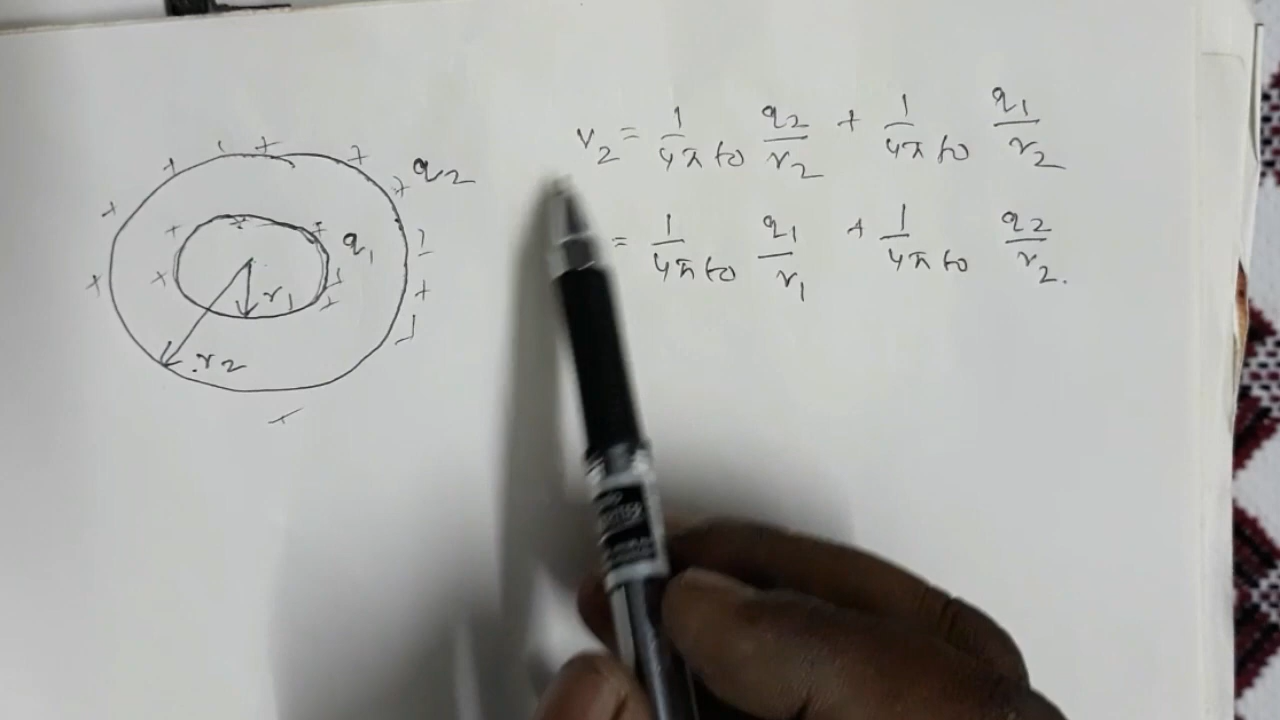 q2
q1
r1
r2
V2 = 1/4πε0 q2/r2 + 1/4πε0 q1/r2
= 1/4πε0 q1/r1 + 1/4πε0 q2/r2.